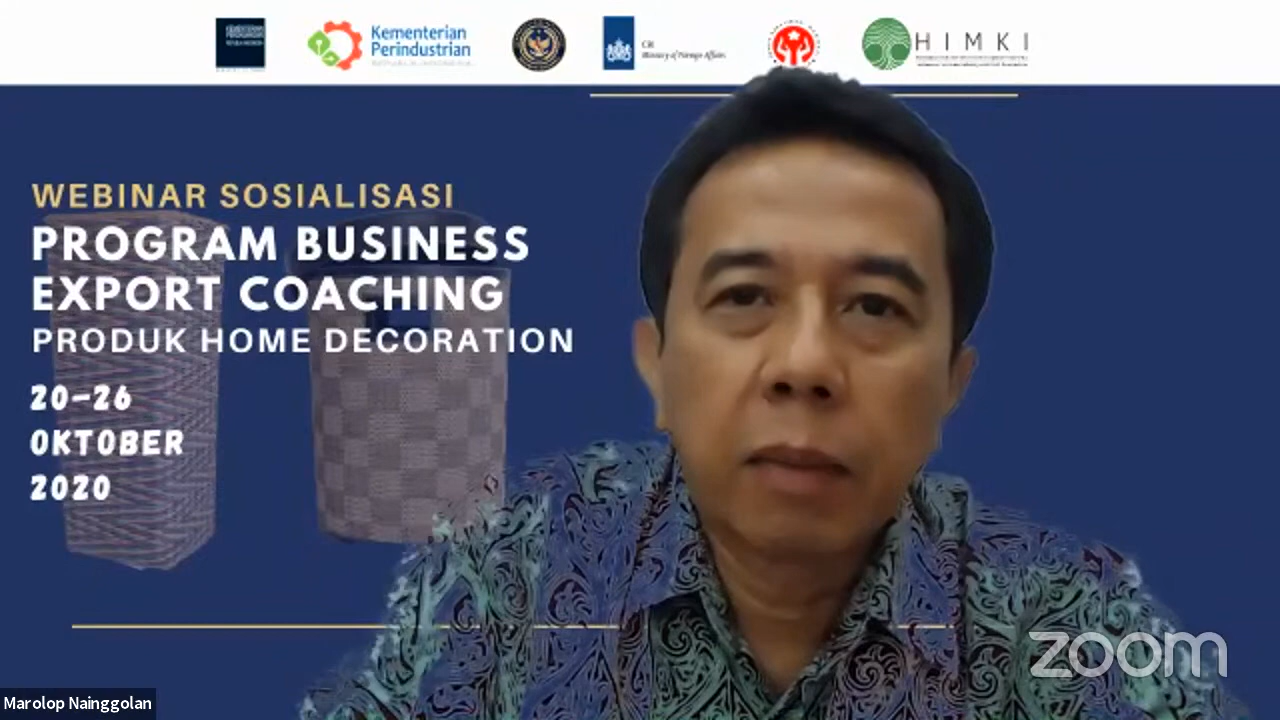 Kementerian
Perindustrian
CBI
Ministry of Foreign Affairs
HIMKI
WEBINAR SOSIALISASI
PROGRAM BUSINESS
EXPORT COACHING
PRODUK HOME DECORATION
20-26
OKTOBER
2020
zoom
Marolop Nainggolan